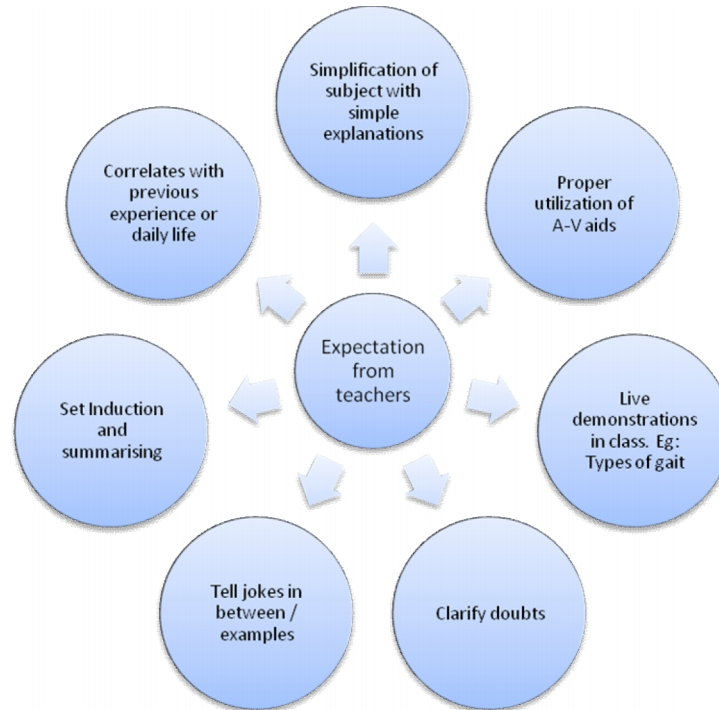 Simplification of
subject with
simple
explanations
Proper
utilization of
A-V aids
Live
demonstrations
in class. Eg:
Types of gait
Clarify doubts
Tell jokes in
between /
examples
Set Induction
and
summarising
Correlates with
previous
experience or
daily life
Expectation
from
teachers